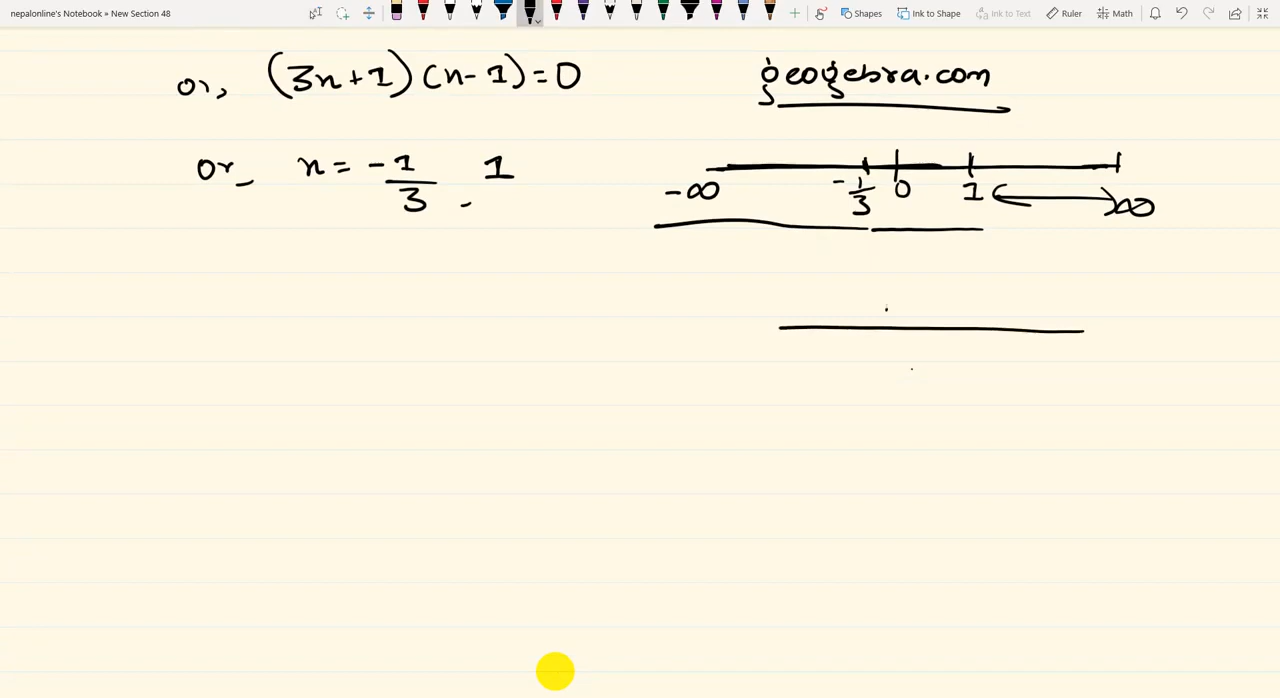 nepalonline's Notebook » New Section 48
Shapes Ink to Shape Ink to Text Ruler Math
or, (3x+1)(x-1)=0
geogebra.com
or, x = -1/3, 1
-∞ -1/3 0 1 ∞